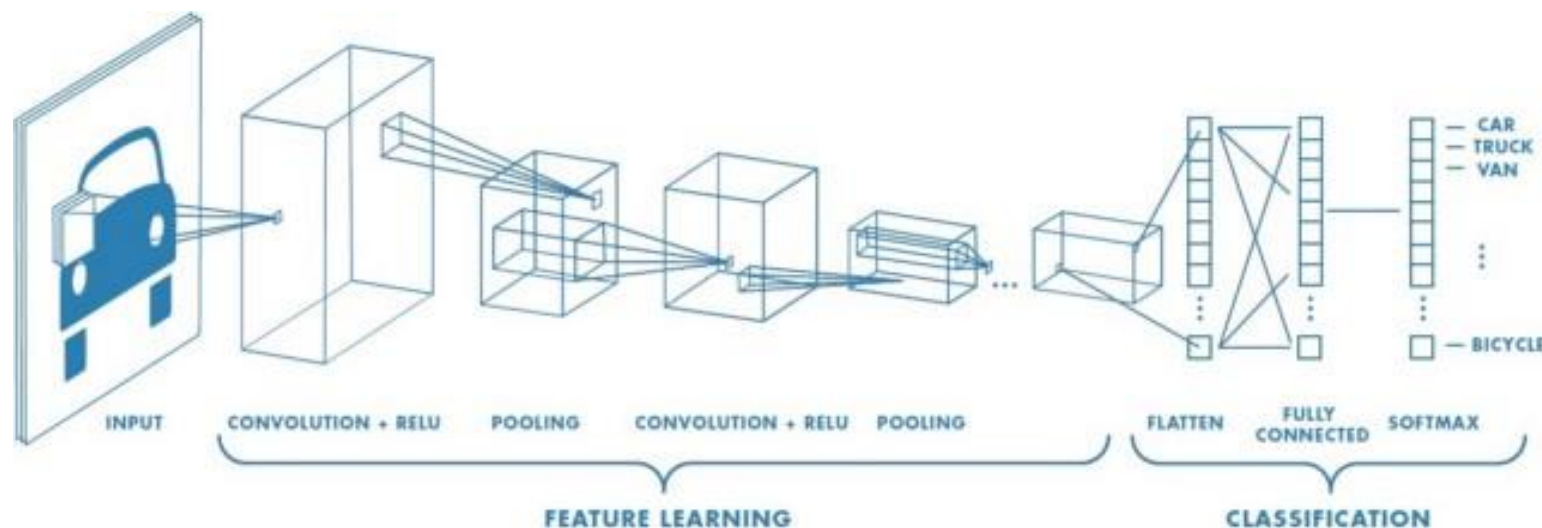 CAR
TRUCK
VAN
BICYCLE
INPUT
CONVOLUTION + RELU
POOLING
CONVOLUTION + RELU
POOLING
FLATTEN
FULLY
CONNECTED
SOFTMAX
FEATURE LEARNING
CLASSIFICATION